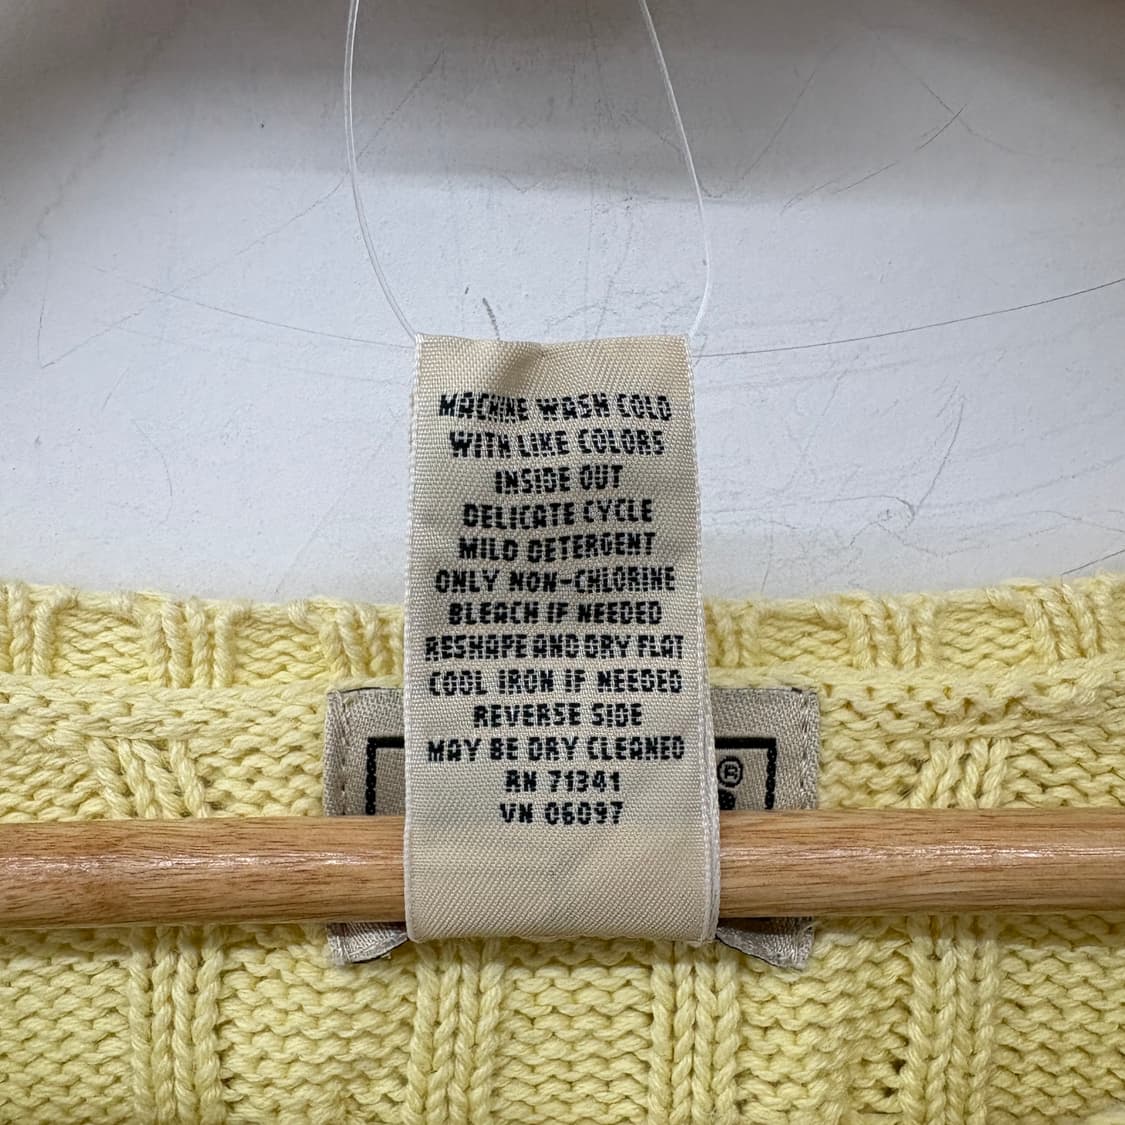 MACHINE WASH COLD
WITH LIKE COLORS
INSIDE OUT
DELICATE CYCLE
MILD DETERGENT
ONLY NON-CHLORINE
BLEACH IF NEEDED
RESHAPE AND DRY FLAT
COOL IRON IF NEEDED
REVERSE SIDE
MAY BE DRY CLEANED
RN 71341
VN 06097
®